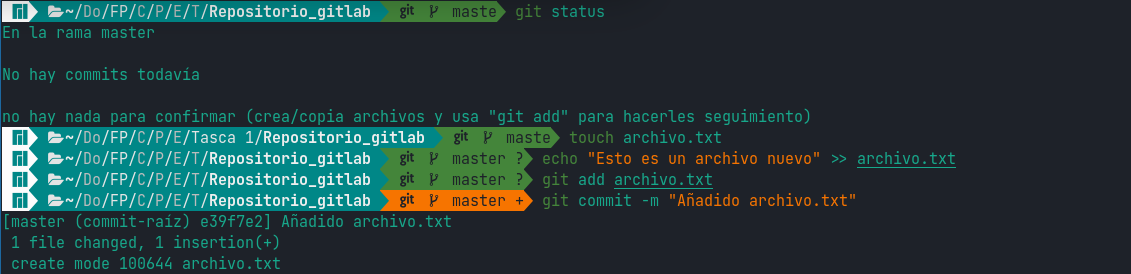 ~/Do/FP/C/P/E/T/Repositorio_gitlab git maste git status
En la rama master
No hay commits todavía
no hay nada para confirmar (crea/copia archivos y usa "git add" para hacerles seguimiento)
~/Do/FP/C/P/E/Tasca 1/Repositorio_gitlab git maste touch archivo.txt
~/Do/FP/C/P/E/T/Repositorio_gitlab git master ? echo "Esto es un archivo nuevo" >> archivo.txt
~/Do/FP/C/P/E/T/Repositorio_gitlab git master ? git add archivo.txt
~/Do/FP/C/P/E/T/Repositorio_gitlab git master + git commit -m "Añadido archivo.txt"
[master (commit-raíz) e39f7e2] Añadido archivo.txt
1 file changed, 1 insertion(+)
create mode 100644 archivo.txt